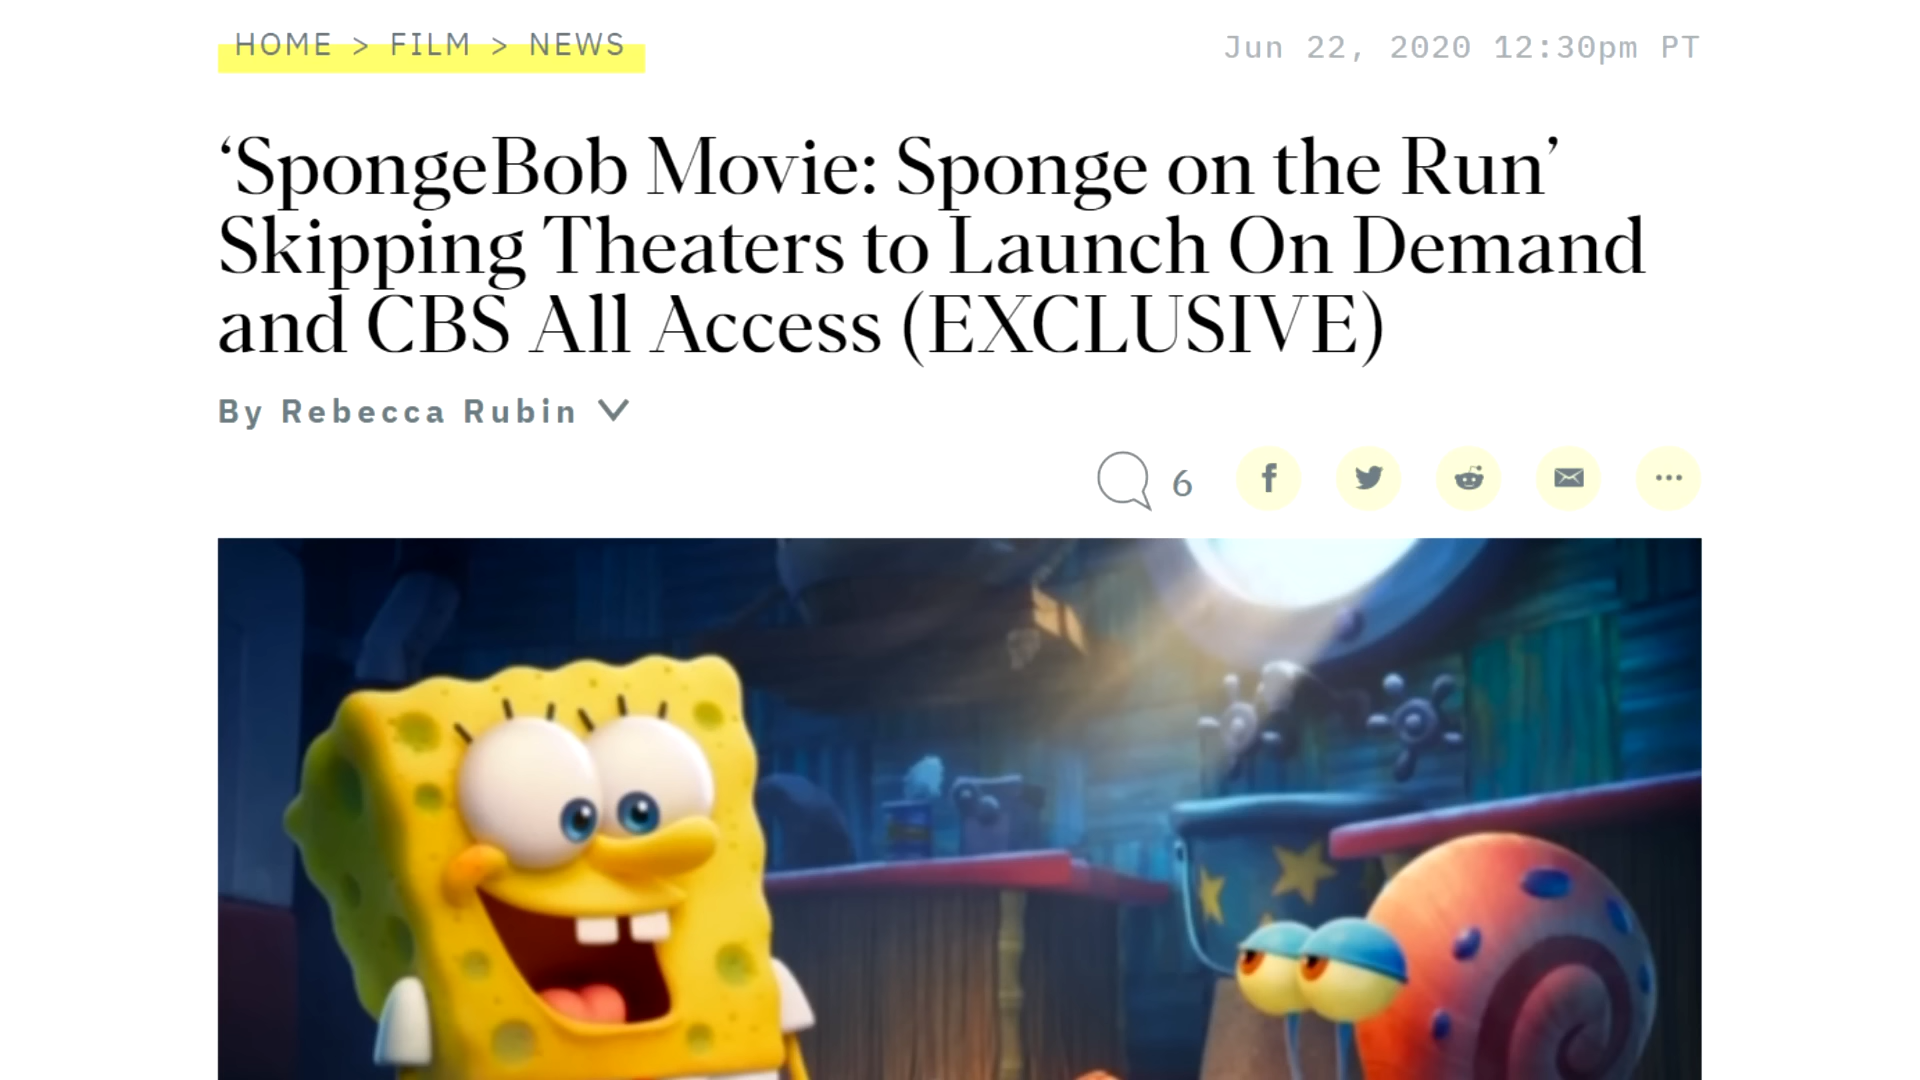 HOME > FILM > NEWS
Jun 22, 2020 12:30pm PT
‘SpongeBob Movie: Sponge on the Run’
Skipping Theaters to Launch On Demand
and CBS All Access (EXCLUSIVE)
By Rebecca Rubin
6